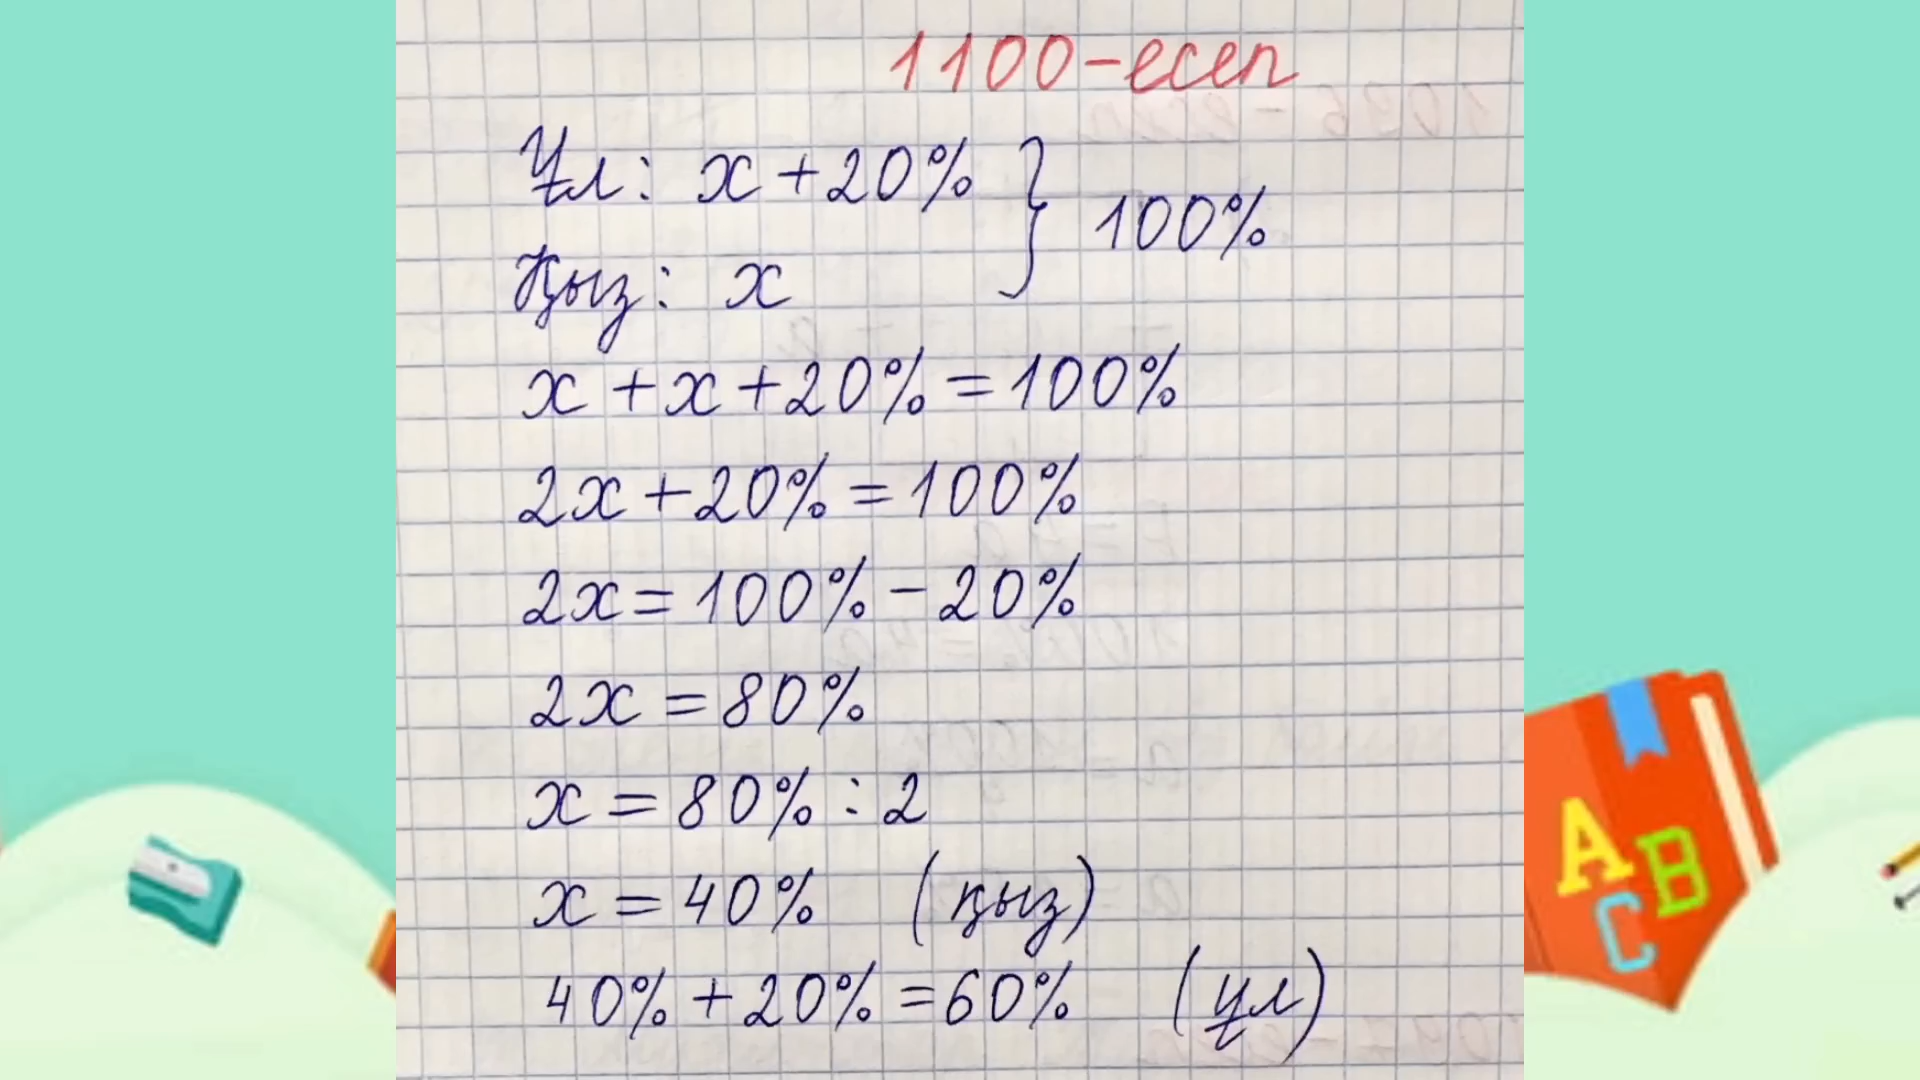 1100-есеп
Ұл: x + 20% } 100%
Қыз: x
x + x + 20% = 100%
2x + 20% = 100%
2x = 100% - 20%
2x = 80%
x = 80% : 2
x = 40% (қыз)
40% + 20% = 60% (ұл)
A
B
C